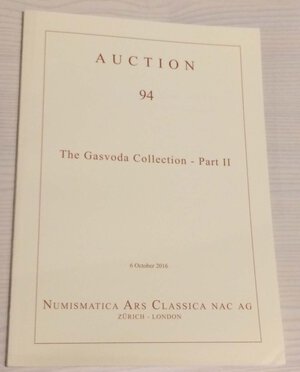 AUCTION
94
The Gasvoda Collection - Part II
6 October 2016
NUMISMATICA ARS CLASSICA NAC AG
ZÜRICH - LONDON